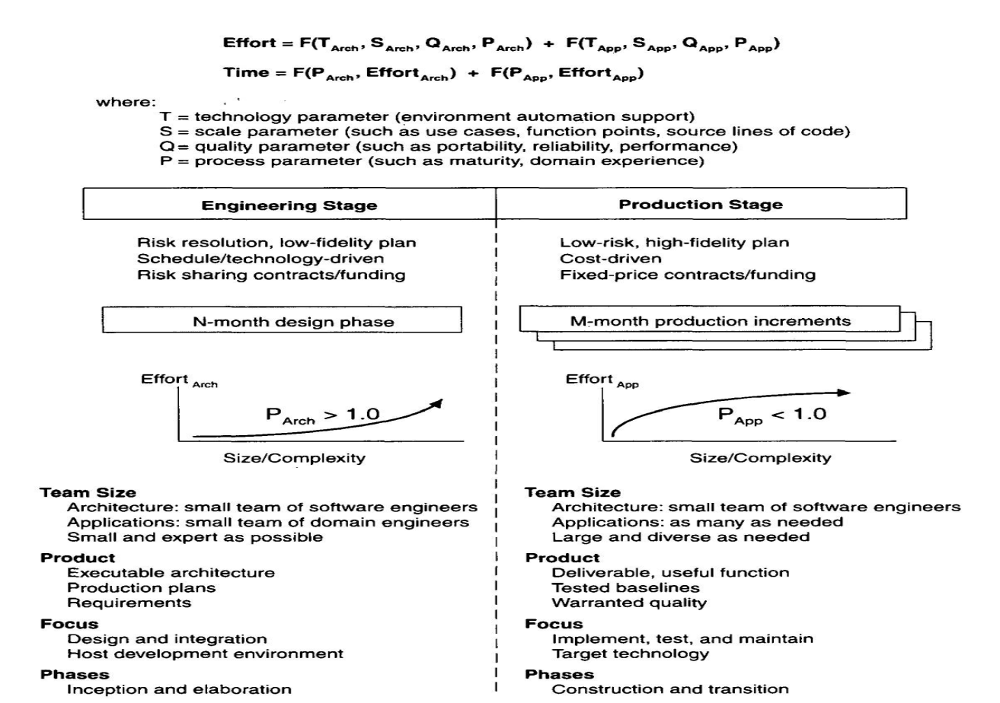 Effort = F(T_Arch, S_Arch, Q_Arch, P_Arch) + F(T_App, S_App, Q_App, P_App)
Time = F(P_Arch, Effort_Arch) + F(P_App, Effort_App)
where:
T = technology parameter (environment automation support)
S = scale parameter (such as use cases, function points, source lines of code)
Q = quality parameter (such as portability, reliability, performance)
P = process parameter (such as maturity, domain experience)
Engineering Stage
Risk resolution, low-fidelity plan
Schedule/technology-driven
Risk sharing contracts/funding
N-month design phase
Effort Arch
P_Arch > 1.0
Size/Complexity
Team Size
Architecture: small team of software engineers
Applications: small team of domain engineers
Small and expert as possible
Product
Executable architecture
Production plans
Requirements
Focus
Design and integration
Host development environment
Phases
Inception and elaboration
Production Stage
Low-risk, high-fidelity plan
Cost-driven
Fixed-price contracts/funding
M-month production increments
Effort App
P_App < 1.0
Size/Complexity
Team Size
Architecture: small team of software engineers
Applications: as many as needed
Large and diverse as needed
Product
Deliverable, useful function
Tested baselines
Warranted quality
Focus
Implement, test, and maintain
Target technology
Phases
Construction and transition